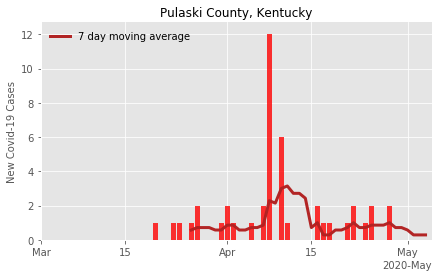 Pulaski County, Kentucky
7 day moving average
New Covid-19 Cases
12
10
8
6
4
2
0
Mar 15 Apr 15 May
2020-May